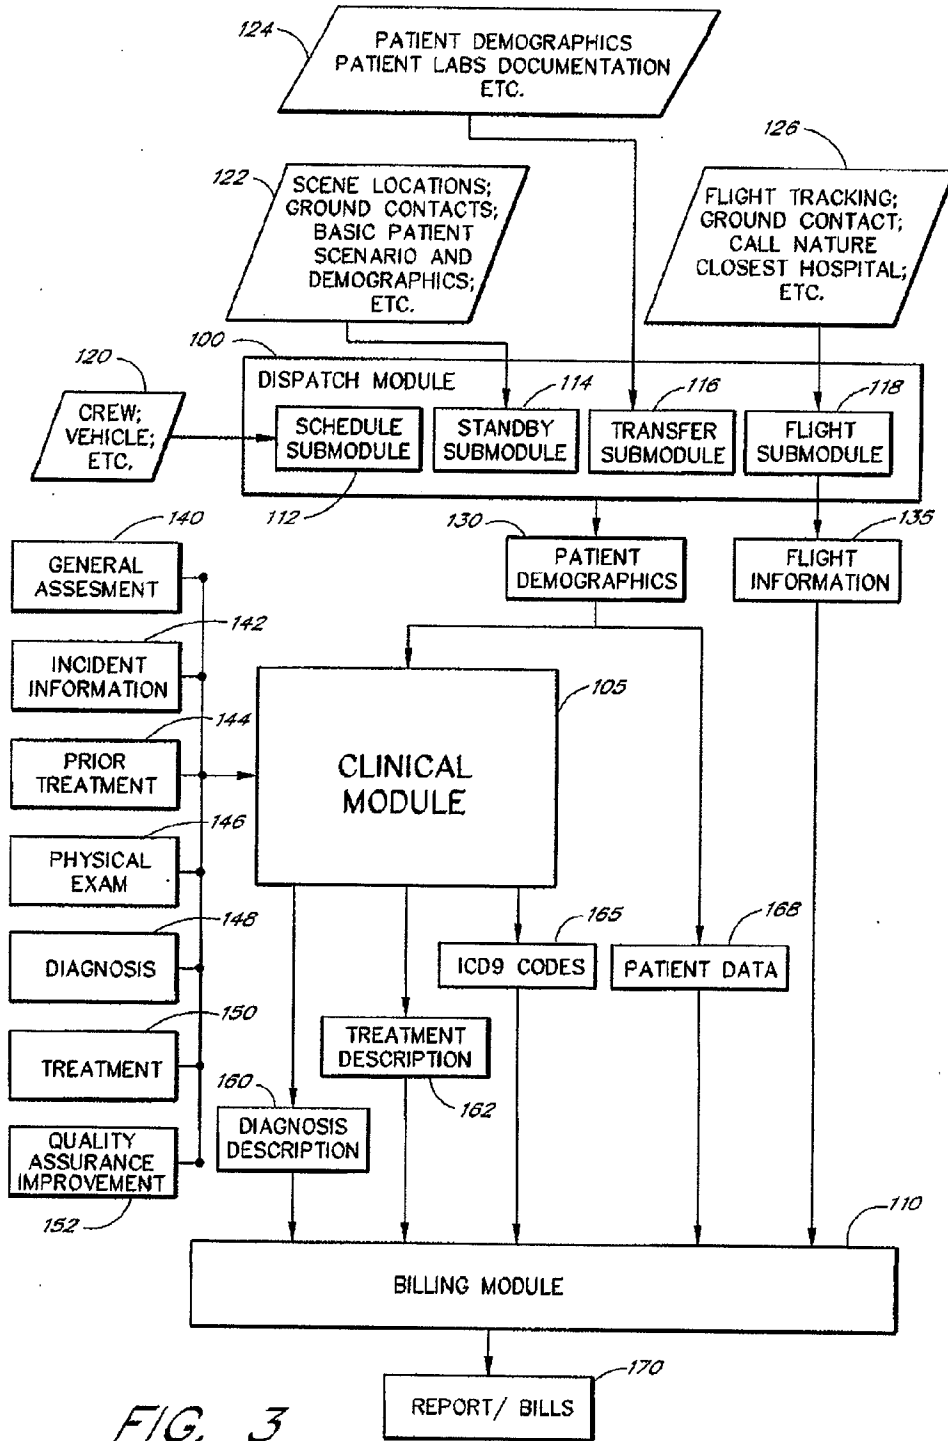 124
PATIENT DEMOGRAPHICS
PATIENT LABS DOCUMENTATION
ETC.
126
122
SCENE LOCATIONS;
GROUND CONTACTS;
BASIC PATIENT
SCENARIO AND
DEMOGRAPHICS;
ETC.
FLIGHT TRACKING;
GROUND CONTACT;
CALL NATURE
CLOSEST HOSPITAL;
ETC.
100
120
DISPATCH MODULE
114
116
118
CREW;
VEHICLE;
ETC.
SCHEDULE
SUBMODULE
STANDBY
SUBMODULE
TRANSFER
SUBMODULE
FLIGHT
SUBMODULE
112
130
135
140
GENERAL
ASSESMENT
PATIENT
DEMOGRAPHICS
FLIGHT
INFORMATION
142
INCIDENT
INFORMATION
105
144
PRIOR
TREATMENT
CLINICAL
MODULE
146
PHYSICAL
EXAM
148
DIAGNOSIS
165
ICD9 CODES
168
PATIENT DATA
150
TREATMENT
TREATMENT
DESCRIPTION
162
160
DIAGNOSIS
DESCRIPTION
QUALITY
ASSURANCE
IMPROVEMENT
152
110
BILLING MODULE
170
REPORT/ BILLS
FIG. 3